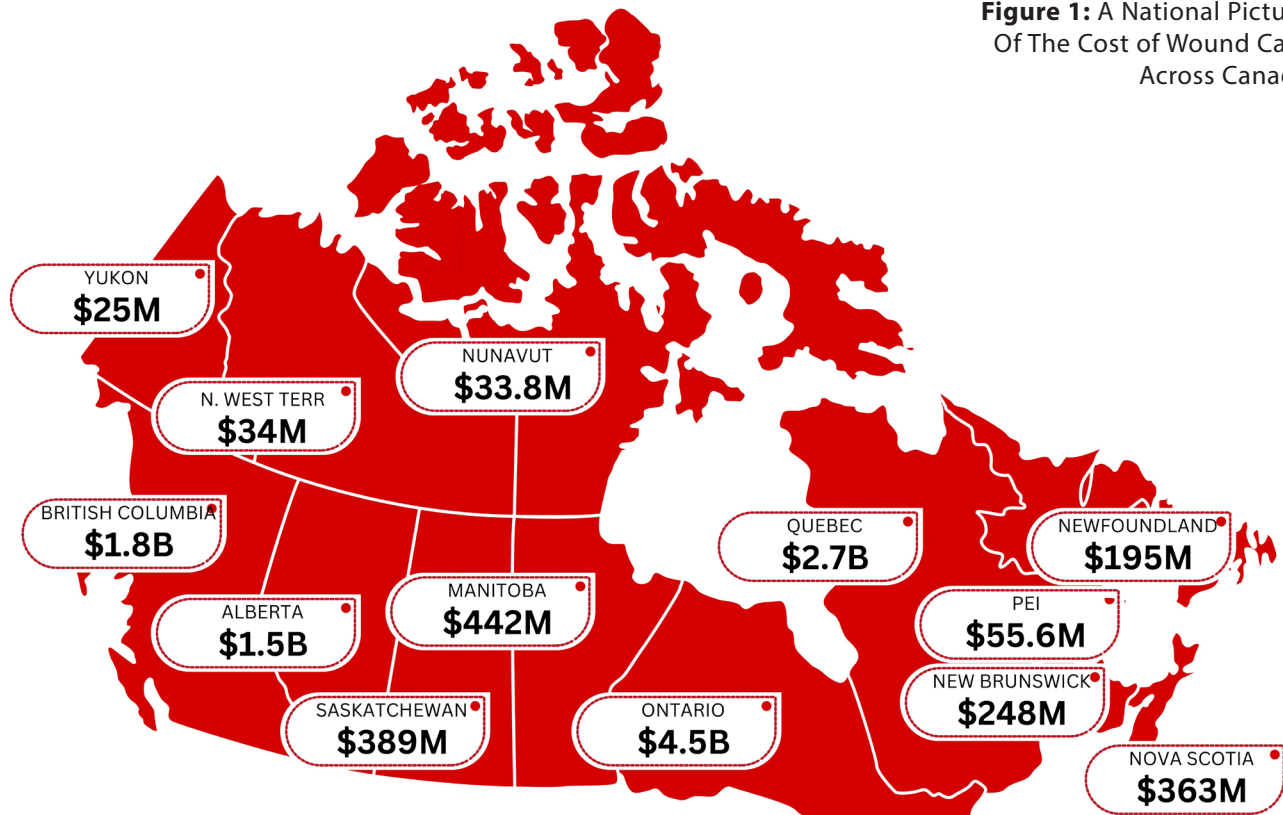 Figure 1: A National Pictu
Of The Cost of Wound Ca
Across Cana
YUKON
$25M
NUNAVUT
$33.8M
N. WEST TERR
$34M
BRITISH COLUMBIA
$1.8B
QUEBEC
$2.7B
NEWFOUNDLAND
$195M
ALBERTA
$1.5B
MANITOBA
$442M
PEI
$55.6M
NEW BRUNSWICK
$248M
SASKATCHEWAN
$389M
ONTARIO
$4.5B
NOVA SCOTIA
$363M